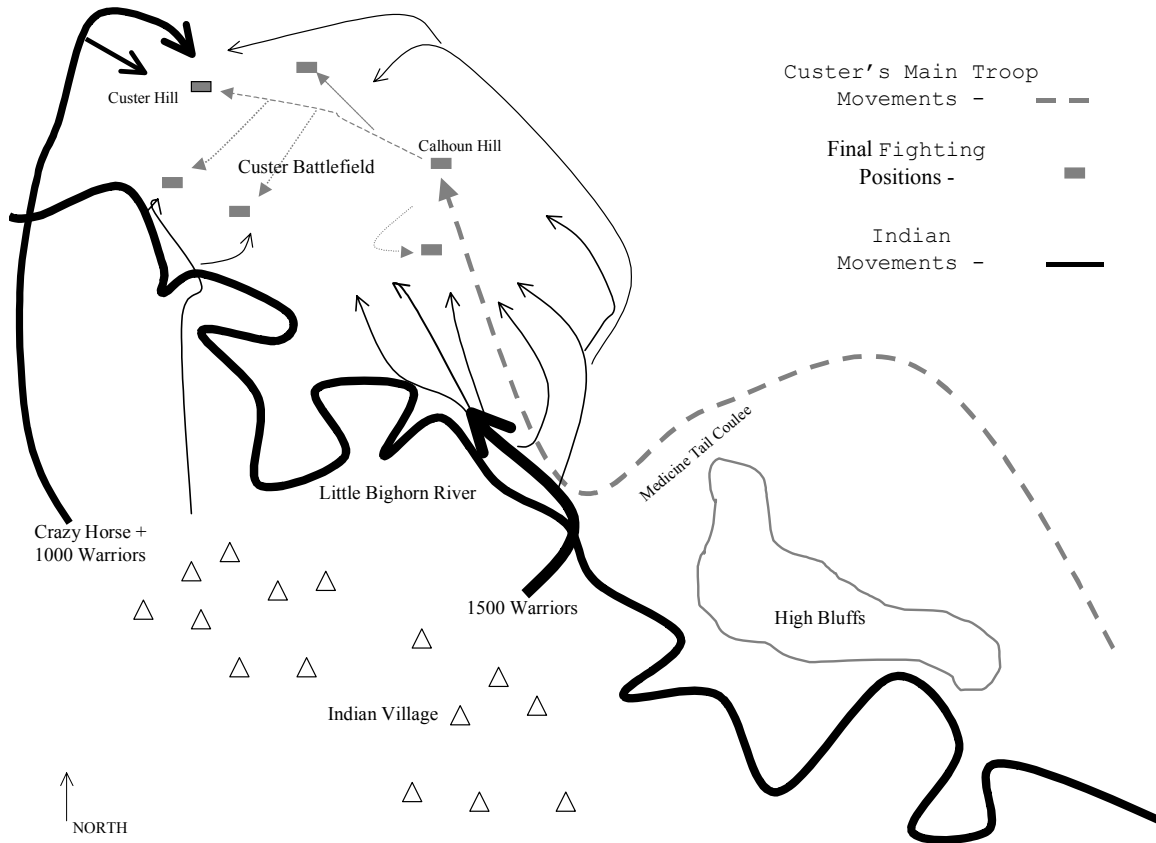 Custer's Main Troop
Movements -
Custer Hill
Calhoun Hill
Final Fighting
Positions -
Custer Battlefield
Indian
Movements -
Medicine Tail Coulee
Little Bighorn River
Crazy Horse +
1000 Warriors
1500 Warriors
High Bluffs
Indian Village
NORTH